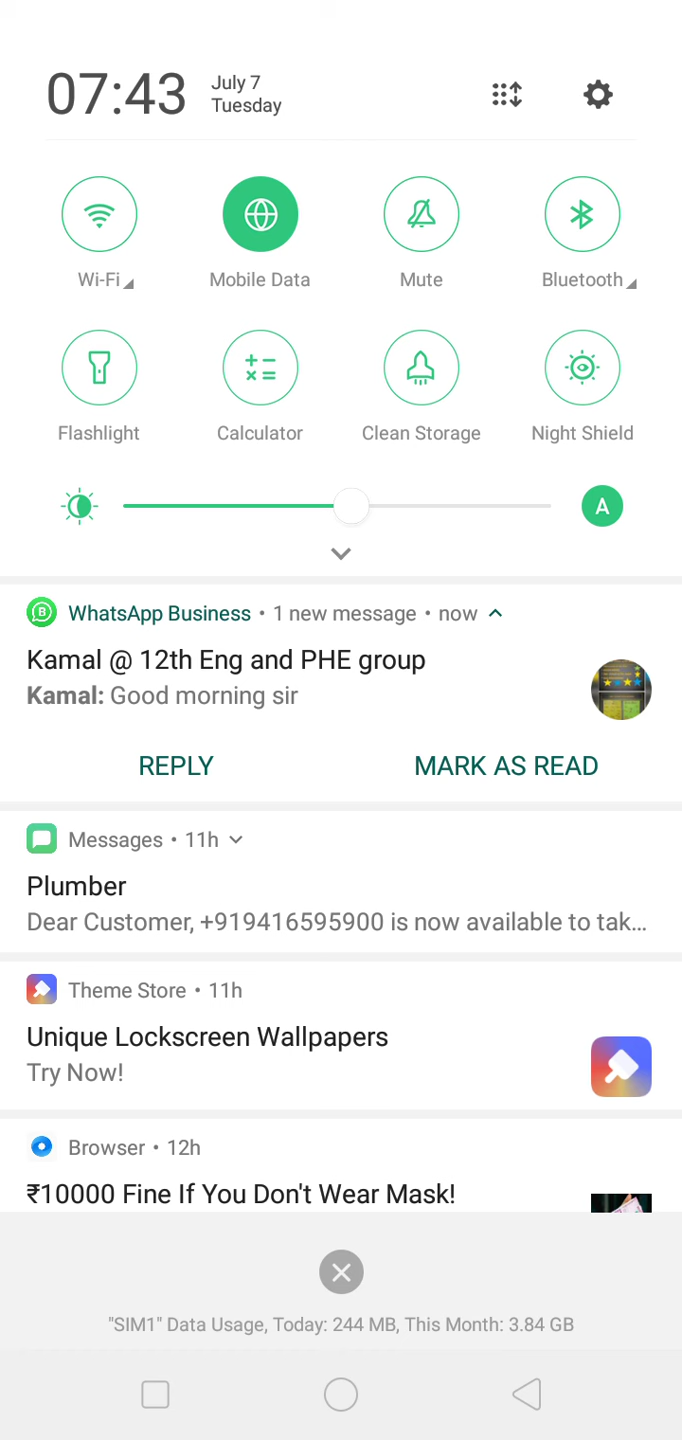 07:43
July 7
Tuesday
Wi-Fi
Mobile Data
Mute
Bluetooth
Flashlight
Calculator
Clean Storage
Night Shield
A
WhatsApp Business • 1 new message • now
Kamal @ 12th Eng and PHE group
Kamal: Good morning sir
REPLY
MARK AS READ
Messages • 11h
Plumber
Dear Customer, +919416595900 is now available to tak...
Theme Store • 11h
Unique Lockscreen Wallpapers
Try Now!
Browser • 12h
₹10000 Fine If You Don't Wear Mask!
"SIM1" Data Usage, Today: 244 MB, This Month: 3.84 GB